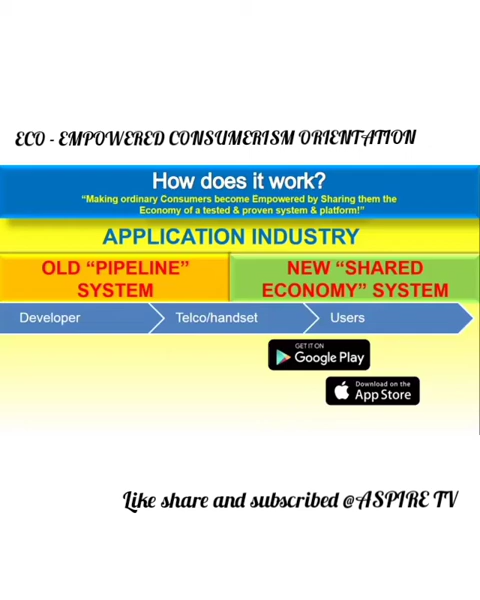 ECO - EMPOWERED CONSUMERISM ORIENTATION
How does it work?
“Making ordinary Consumers become Empowered by Sharing them the
Economy of a tested & proven system & platform!”
APPLICATION INDUSTRY
OLD “PIPELINE”
SYSTEM
NEW “SHARED
ECONOMY” SYSTEM
Developer
Telco/handset
Users
GET IT ON
Google Play
Download on the
App Store
Like share and subscribed @ASPIRE TV